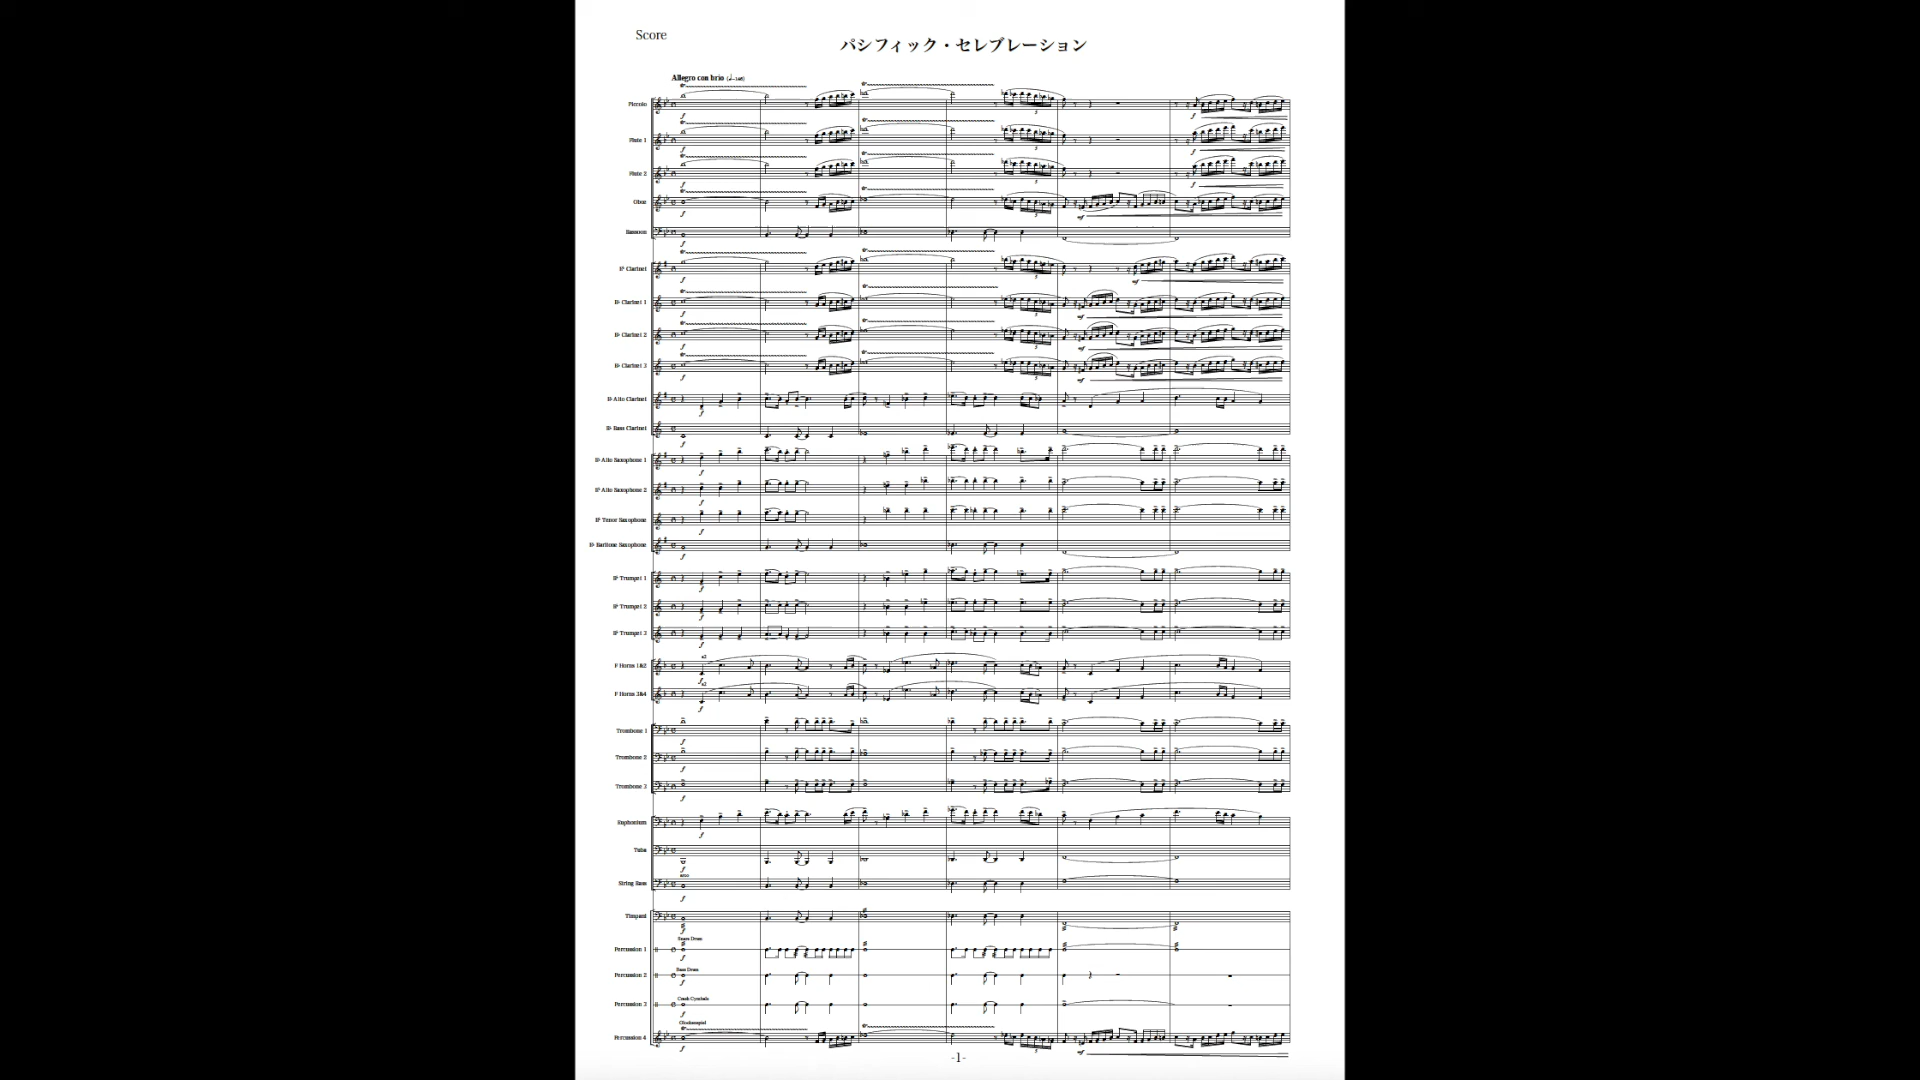 Score
パシフィック・セレブレーション
Allegro con brio (♩=148)
Piccolo
Flute 1
Flute 2
Oboe
Bassoon
E♭ Clarinet
B♭ Clarinet 1
B♭ Clarinet 2
B♭ Clarinet 3
E♭ Alto Clarinet
B♭ Bass Clarinet
E♭ Alto Saxophone 1
E♭ Alto Saxophone 2
B♭ Tenor Saxophone
E♭ Baritone Saxophone
B♭ Trumpet 1
B♭ Trumpet 2
B♭ Trumpet 3
F Horns 1&2
a2
F Horns 3&4
a2
Trombone 1
Trombone 2
Trombone 3
Euphonium
Tuba
arco
String Bass
Timpani
Snare Drum
Percussion 1
Bass Drum
Percussion 2
Crash Cymbals
Percussion 3
Glockenspiel
Percussion 4
-1-